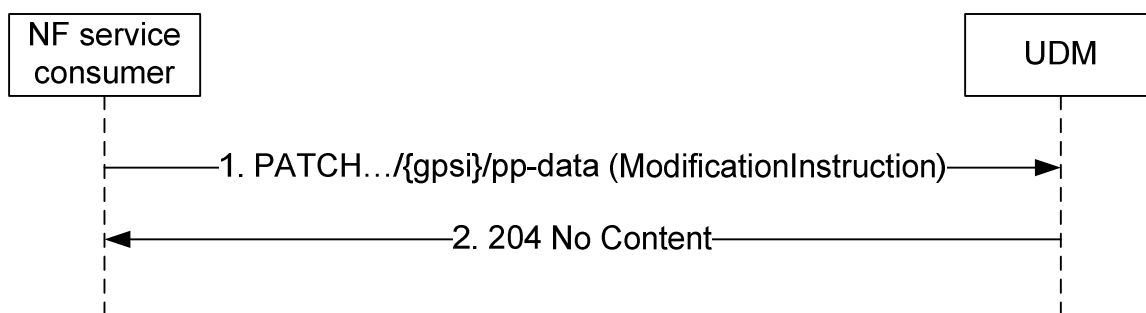 NF service
consumer
UDM
1. PATCH…/{gpsi}/pp-data (ModificationInstruction)
2. 204 No Content